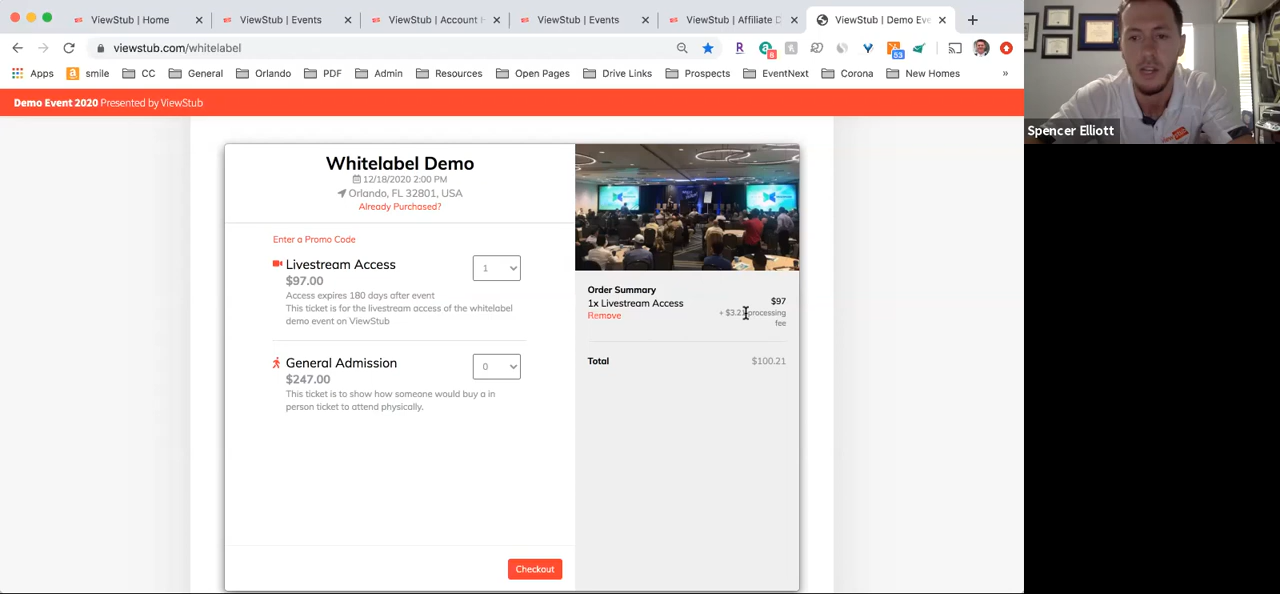 ViewStub | Home
ViewStub | Events
ViewStub | Account H
ViewStub | Events
ViewStub | Affiliate D
ViewStub | Demo Eve
viewstub.com/whitelabel
Apps
smile
CC
General
Orlando
PDF
Admin
Resources
Open Pages
Drive Links
Prospects
EventNext
Corona
New Homes
»
Demo Event 2020 Presented by ViewStub
Spencer Elliott
Whitelabel Demo
12/18/2020 2:00 PM
Orlando, FL 32801, USA
Already Purchased?
Enter a Promo Code
Livestream Access
1
$97.00
Access expires 180 days after event
This ticket is for the livestream access of the whitelabel
demo event on ViewStub
General Admission
0
$247.00
This ticket is to show how someone would buy a in
person ticket to attend physically.
Checkout
Order Summary
1x Livestream Access
$97
Remove
+ $3.21 processing
fee
Total
$100.21